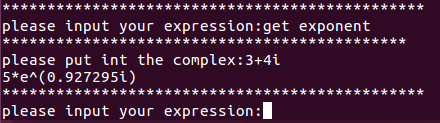 ***********************************************
please input your expression:get exponent
*********************************************
please put int the complex:3+4i
5*e^(0.927295i)
***********************************************
please input your expression: